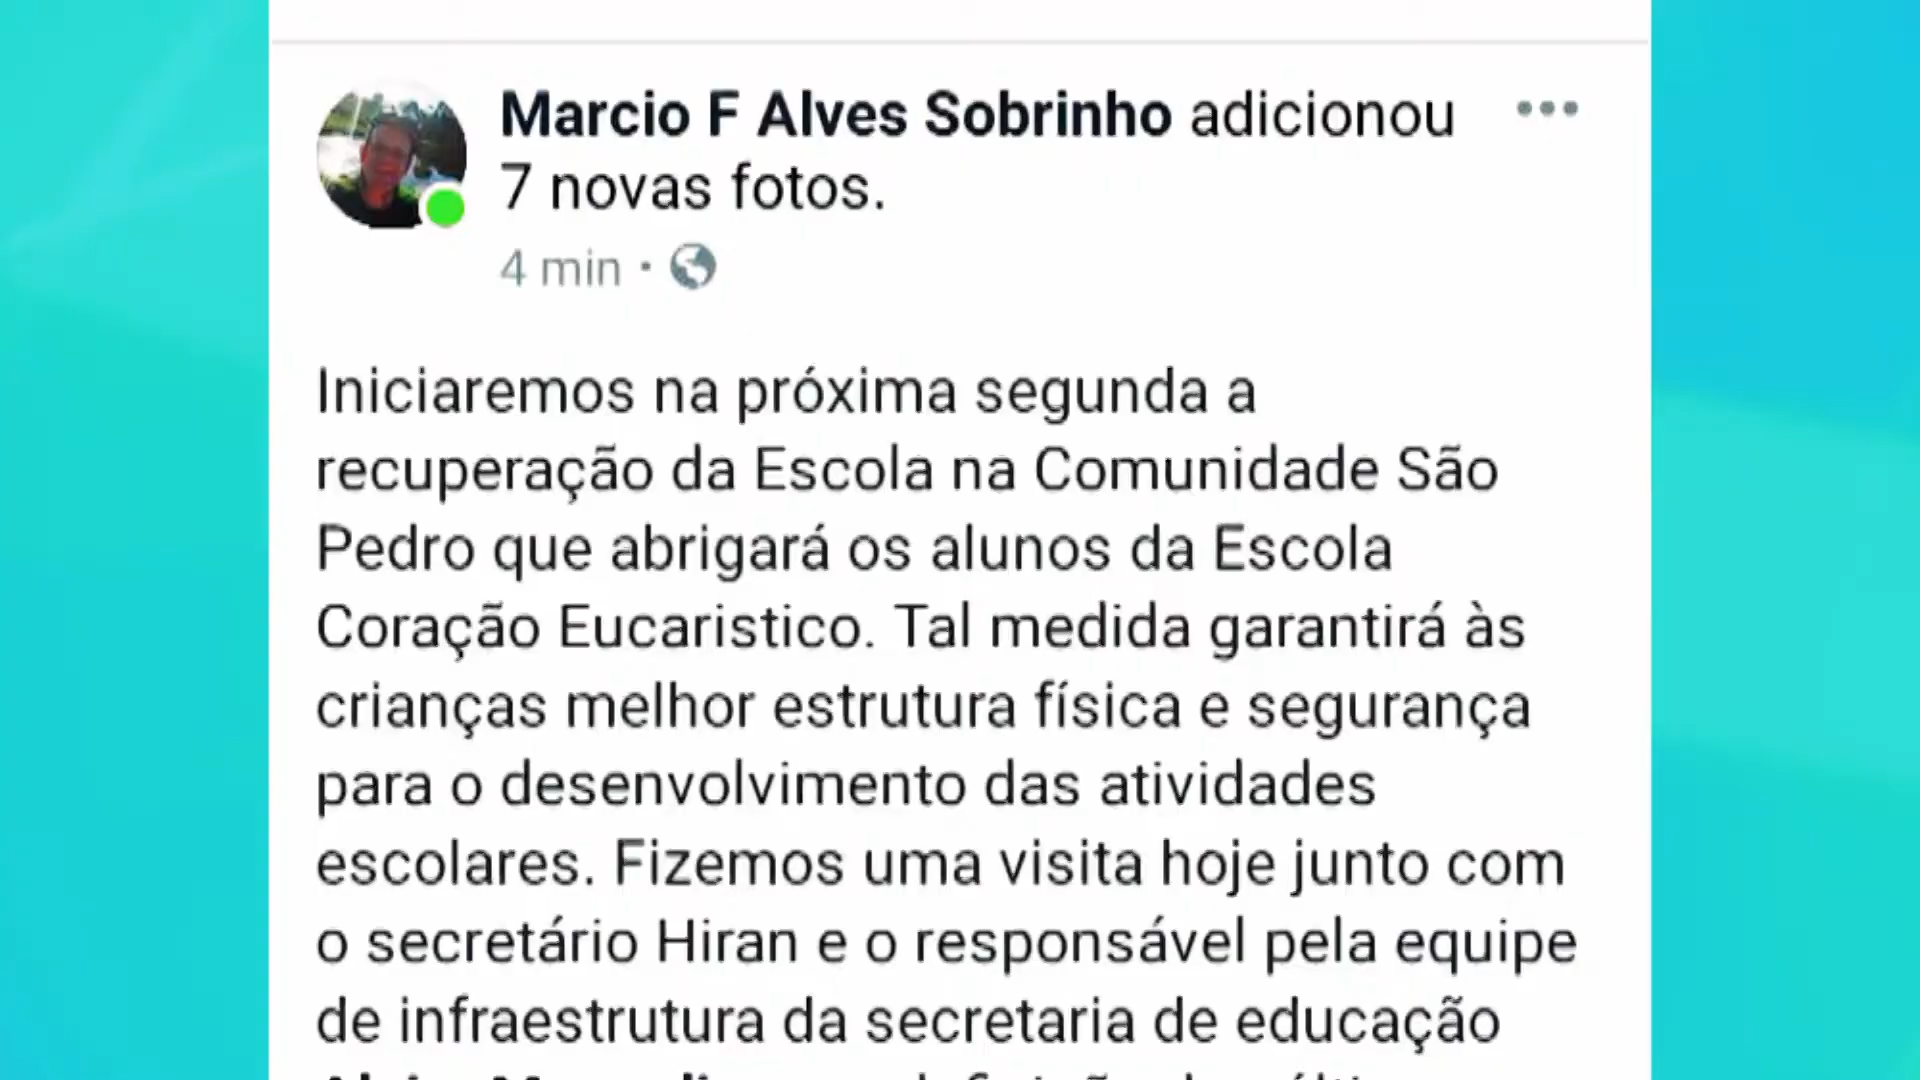 Marcio F Alves Sobrinho adicionou
7 novas fotos.
4 min ·
Iniciaremos na próxima segunda a
recuperação da Escola na Comunidade São
Pedro que abrigará os alunos da Escola
Coração Eucaristico. Tal medida garantirá às
crianças melhor estrutura física e segurança
para o desenvolvimento das atividades
escolares. Fizemos uma visita hoje junto com
o secretário Hiran e o responsável pela equipe
de infraestrutura da secretaria de educação